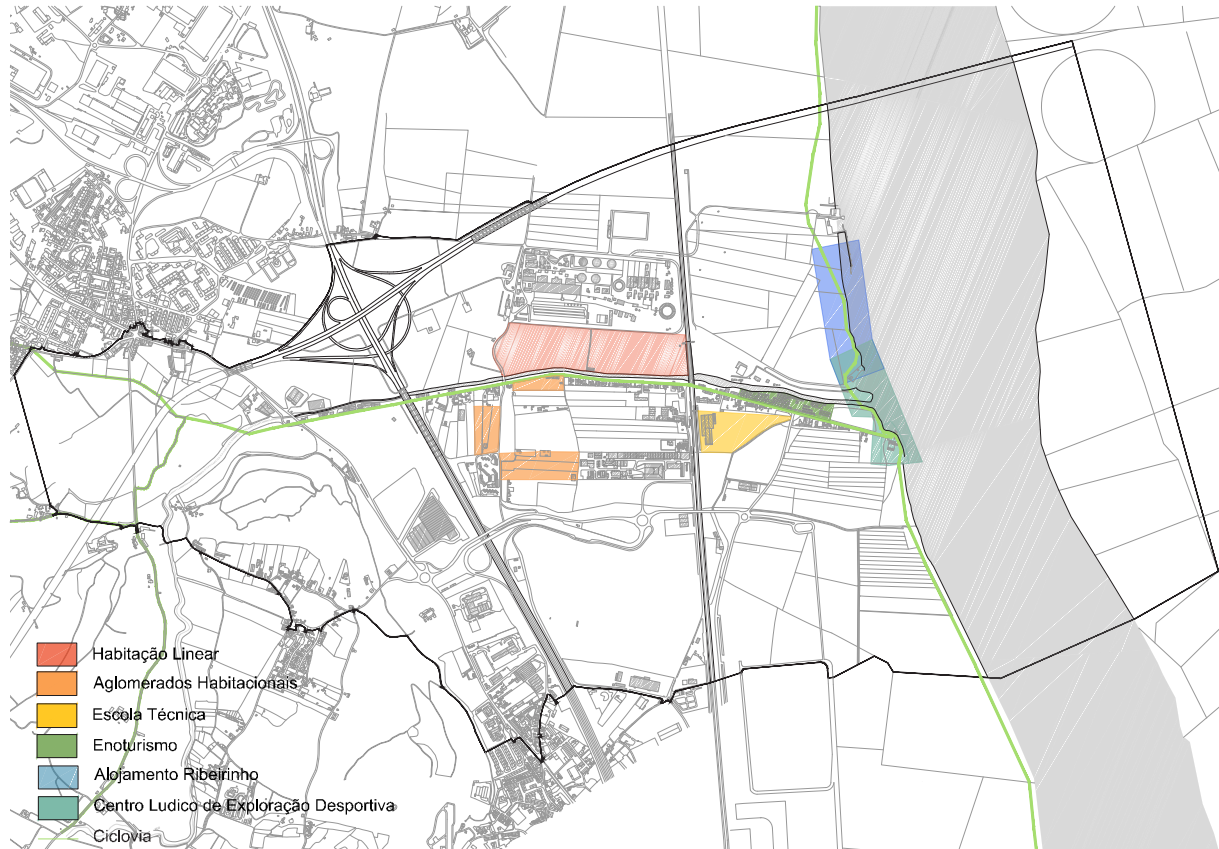 Habitação Linear
Aglomerados Habitacionais
Escola Técnica
Enoturismo
Alojamento Ribeirinho
Centro Ludico de Exploração Desportiva
Ciclovia